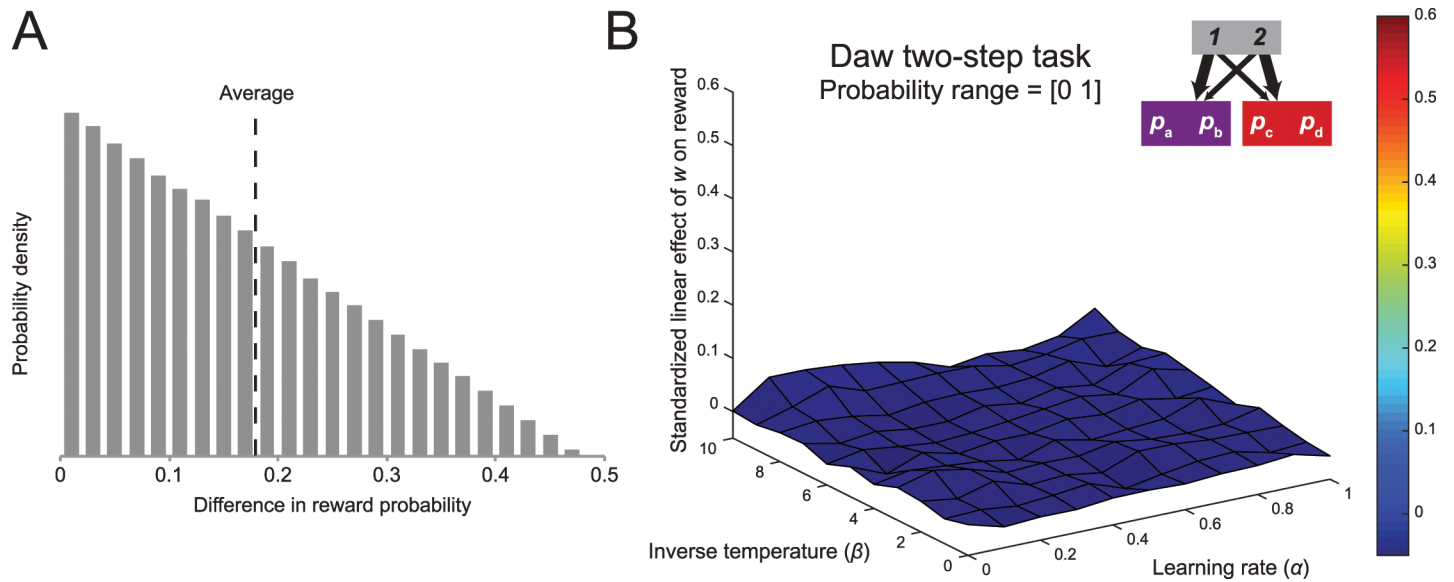 A
Average
Probability density
0 0.1 0.2 0.3 0.4 0.5
Difference in reward probability
B
Daw two-step task
Probability range = [0 1]
1 2
pa pb pc pd
Standardized linear effect of w on reward
0.6
0.5
0.4
0.3
0.2
0.1
0
10
8
6
4
2
0
Inverse temperature (β)
0
0.2
0.4
0.6
0.8
1
Learning rate (α)
0.6
0.5
0.4
0.3
0.2
0.1
0